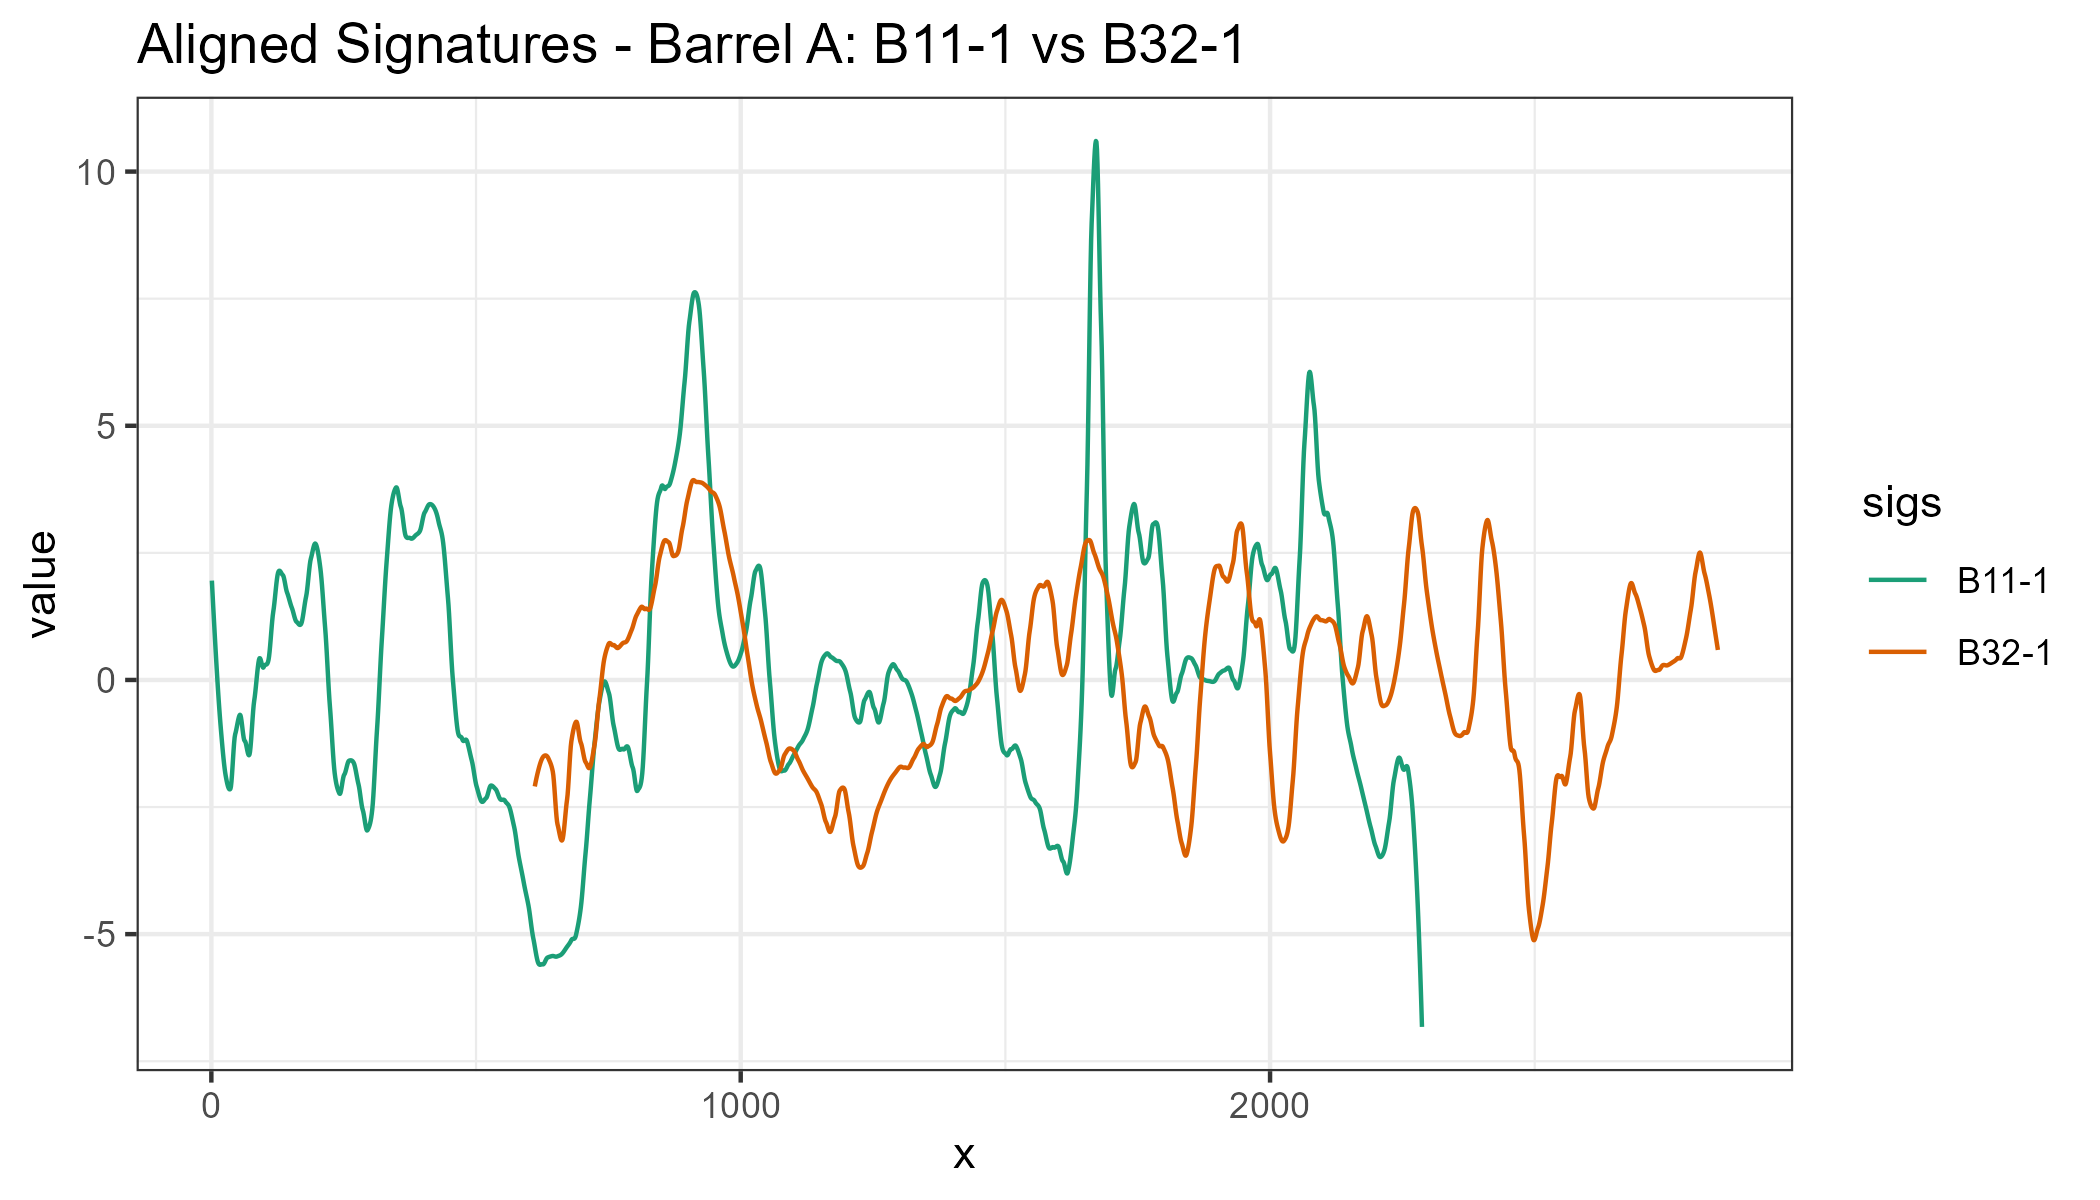 Aligned Signatures - Barrel A: B11-1 vs B32-1
10
5
0
-5
value
0
1000
2000
x
sigs
B11-1
B32-1